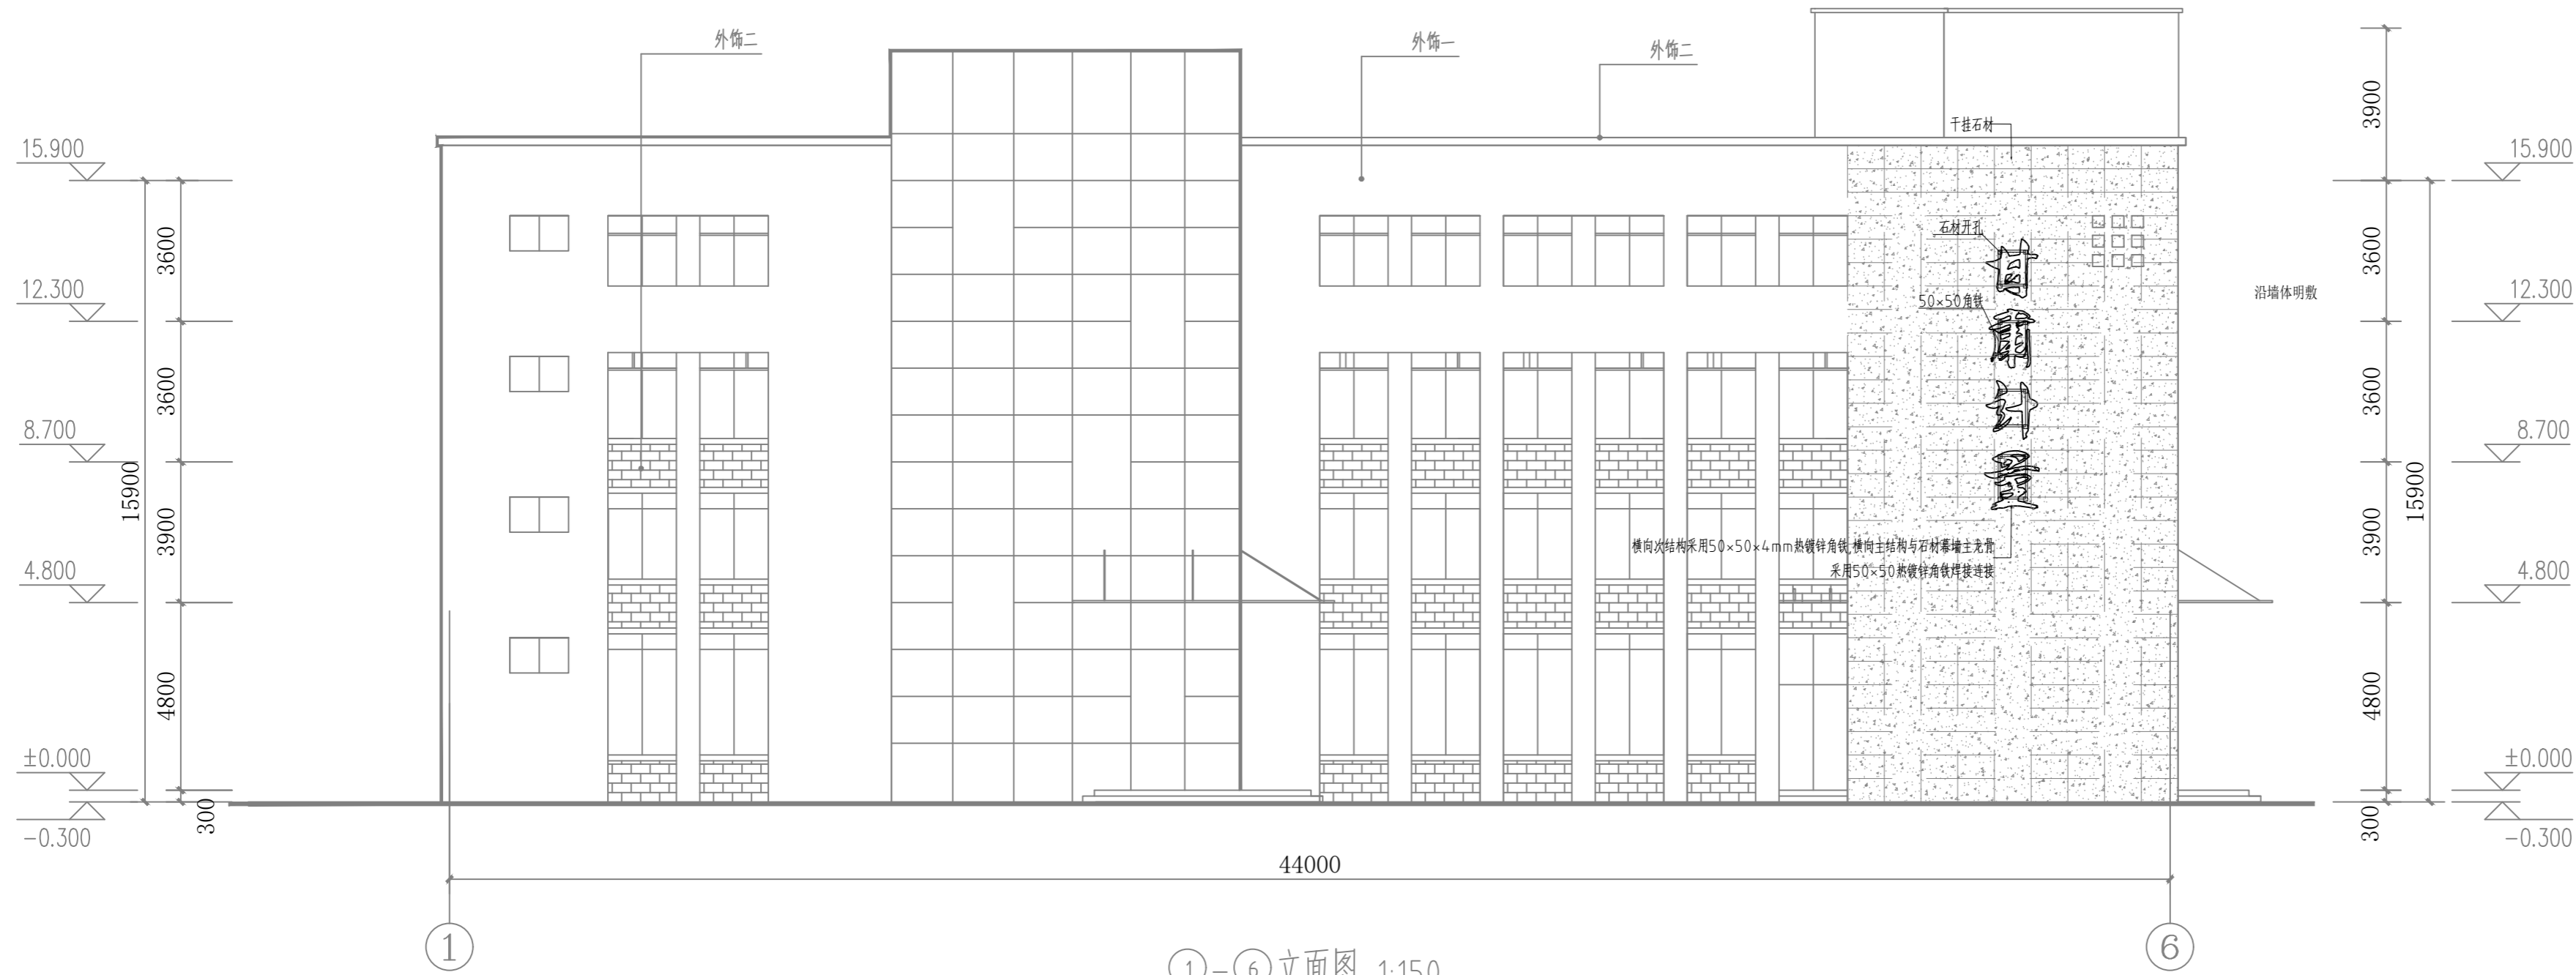 外饰二
外饰一
外饰二
干挂石材
石材开孔
50×50角铁
甘肃计量
横向次结构采用50×50×4mm热镀锌角铁,横向主结构与石材幕墙主龙骨
采用50×50热镀锌角铁焊接连接
沿墙体明敷
15.900
12.300
8.700
4.800
±0.000
-0.300
15900
3600
3600
3900
4800
300
3900
3600
3600
3900
4800
300
15900
15.900
12.300
8.700
4.800
±0.000
-0.300
44000
1
6
1-6 立面图 1:150